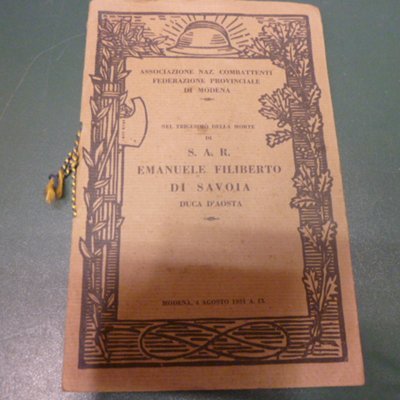 ASSOCIAZIONE NAZ. COMBATTENTI
FEDERAZIONE PROVINCIALE
DI MODENA
NEL TRIGESIMO DELLA MORTE
DI
S. A. R.
EMANUELE FILIBERTO
DI SAVOIA
DUCA D'AOSTA
MODENA, 4 AGOSTO 1931 A. IX.